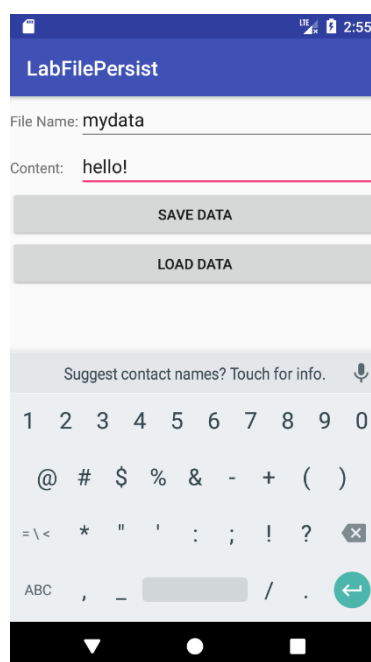 LTE 2:55
LabFilePersist
File Name: mydata
Content: hello!
SAVE DATA
LOAD DATA
Suggest contact names? Touch for info.
1 2 3 4 5 6 7 8 9 0
@ # $ % & - + ( )
= \ < * " ' : ; ! ?
ABC , _ / .